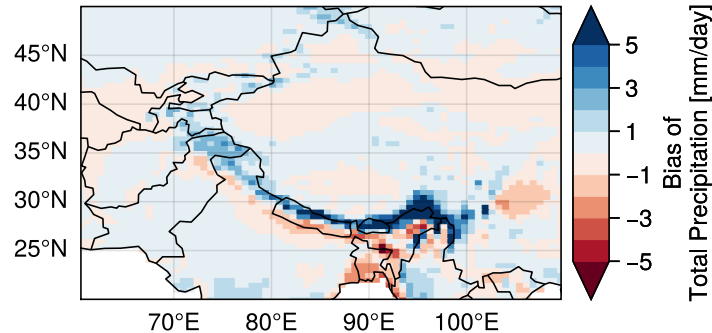 45°N
40°N
35°N
30°N
25°N
70°E 80°E 90°E 100°E
5
3
1
−1
−3
−5
Bias of
Total Precipitation [mm/day]